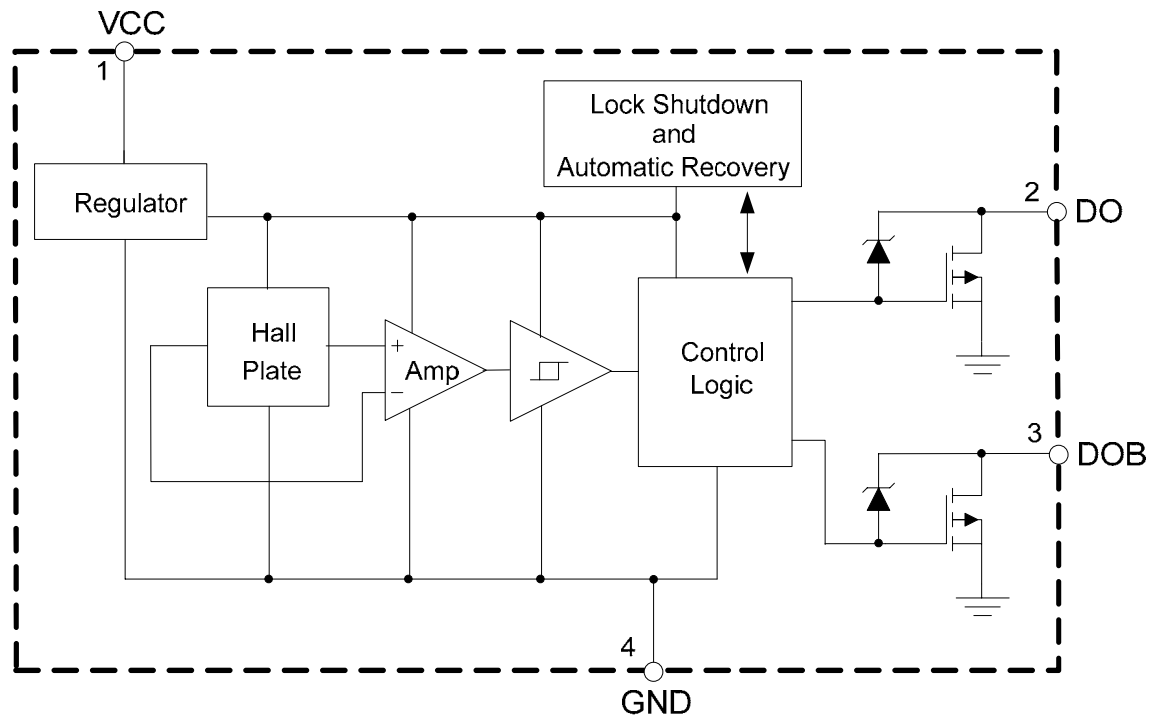 VCC
1
Lock Shutdown
and
Automatic Recovery
Regulator
2
DO
Hall
Plate
+
Amp
−
Control
Logic
3
DOB
4
GND